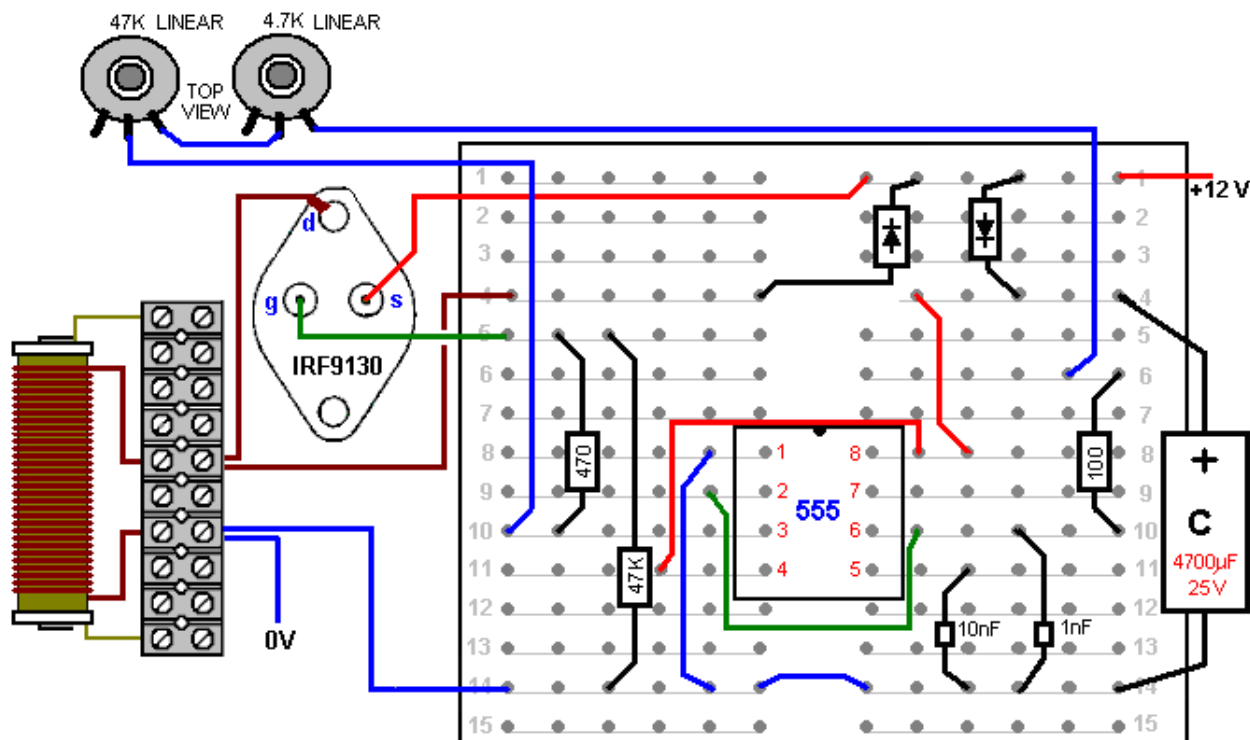 47K LINEAR 4.7K LINEAR
TOP
VIEW
1 1
+12 V
2 2
d
3 3
g s
4 4
5 5
IRF9130
6 6
7 7
8 1 8 8
470 100 +
9 2 555 7 9
10 3 6 10
C
11 4 5 11
47K 4700µF
25V
12 12
0V
13 10nF 1nF 13
14 14
15 15